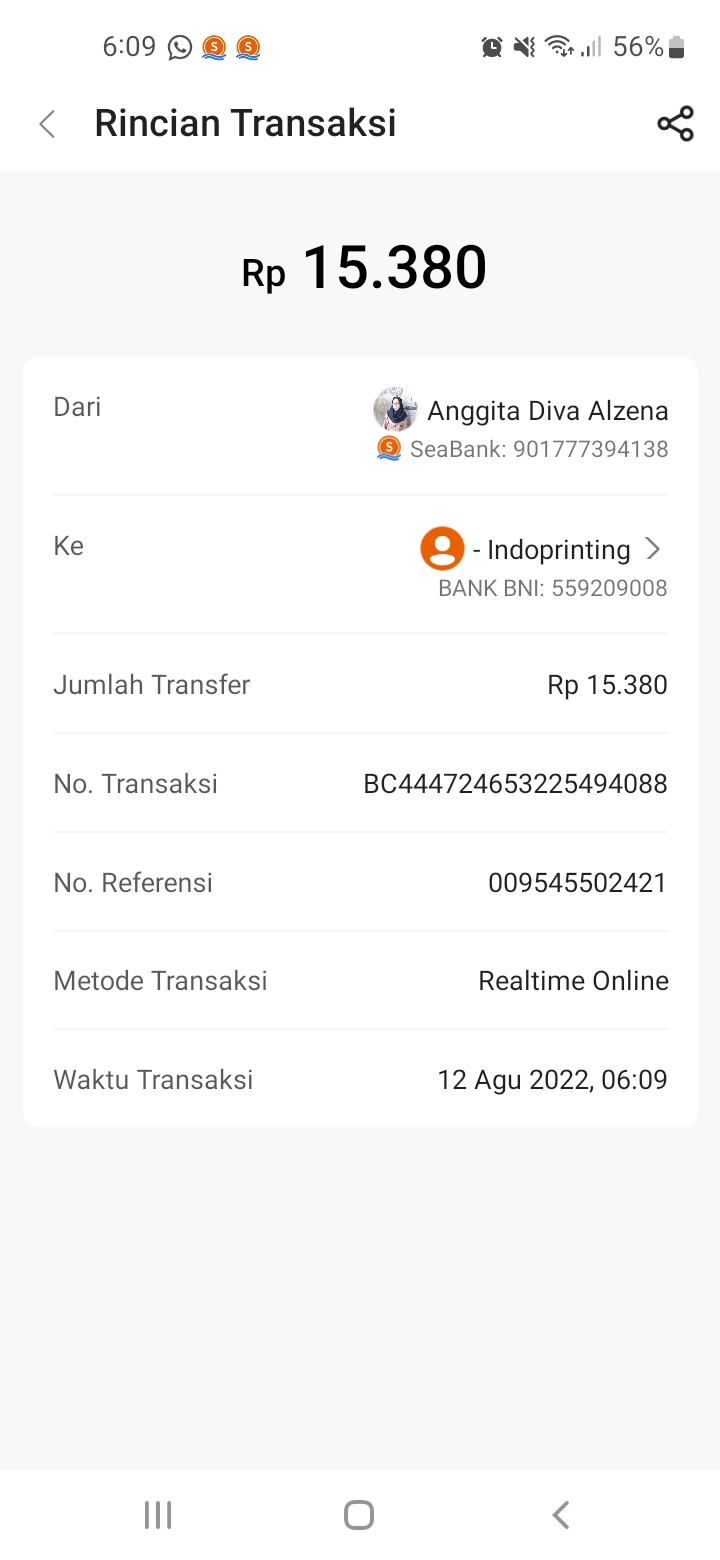 6:09
56%
Rincian Transaksi
Rp 15.380
Dari
Anggita Diva Alzena
SeaBank: 901777394138
Ke
- Indoprinting
BANK BNI: 559209008
Jumlah Transfer
Rp 15.380
No. Transaksi
BC444724653225494088
No. Referensi
009545502421
Metode Transaksi
Realtime Online
Waktu Transaksi
12 Agu 2022, 06:09